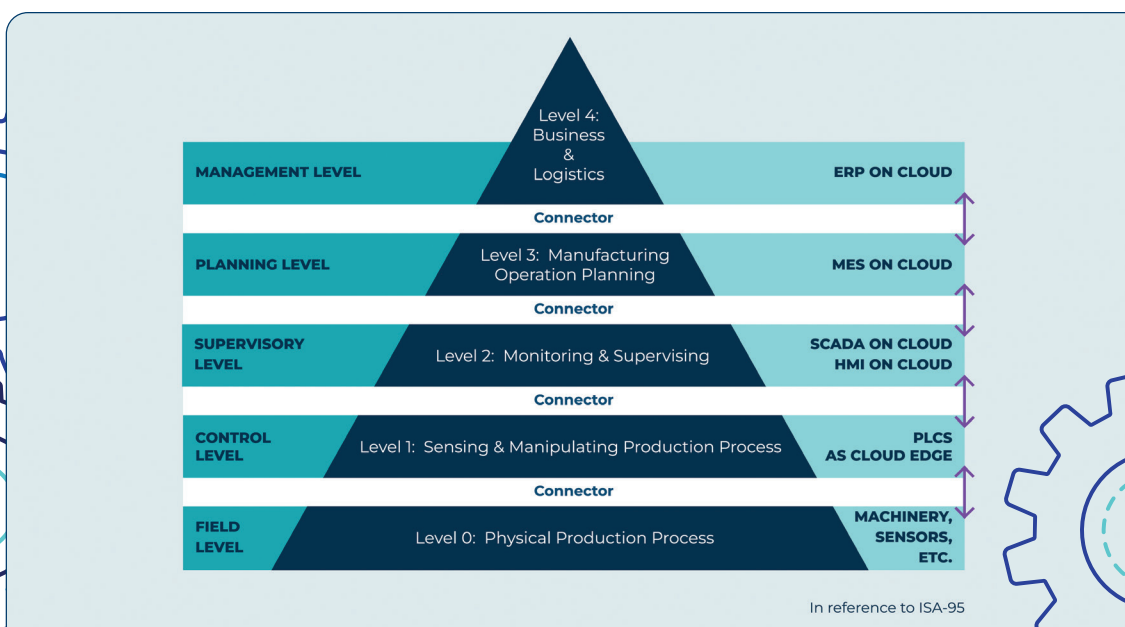 Level 4:
Business
&
Logistics
MANAGEMENT LEVEL
ERP ON CLOUD
Connector
PLANNING LEVEL
Level 3: Manufacturing
Operation Planning
MES ON CLOUD
Connector
SUPERVISORY
LEVEL
Level 2: Monitoring & Supervising
SCADA ON CLOUD
HMI ON CLOUD
Connector
CONTROL
LEVEL
Level 1: Sensing & Manipulating Production Process
PLCS
AS CLOUD EDGE
Connector
FIELD
LEVEL
Level 0: Physical Production Process
MACHINERY,
SENSORS,
ETC.
In reference to ISA-95